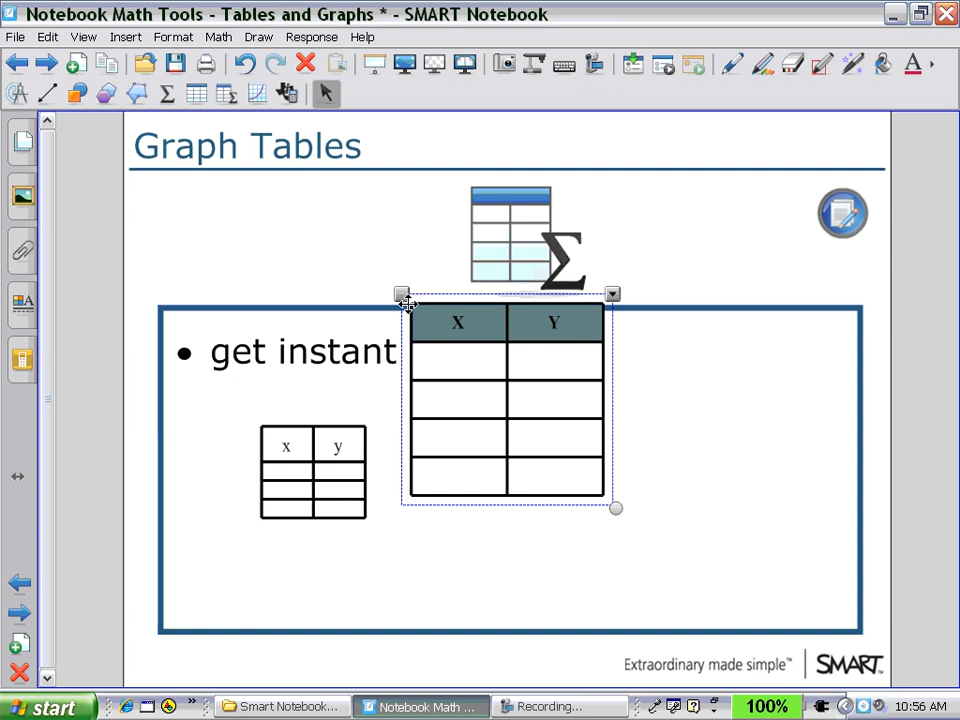 Notebook Math Tools - Tables and Graphs * - SMART Notebook
File Edit View Insert Format Math Draw Response Help
Graph Tables
• get instant
X Y
x y
Extraordinary made simple™ SMART
start Smart Notebook... Notebook Math ... Recording... 100% 10:56 AM